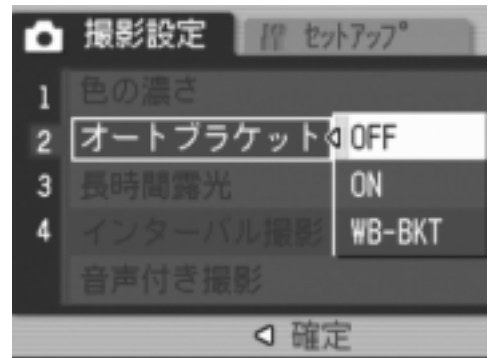 撮影設定 セットアップ
1 色の濃さ
2 オートブラケット OFF
3 長時間露光 ON
4 インターバル撮影 WB-BKT
音声付き撮影
確定